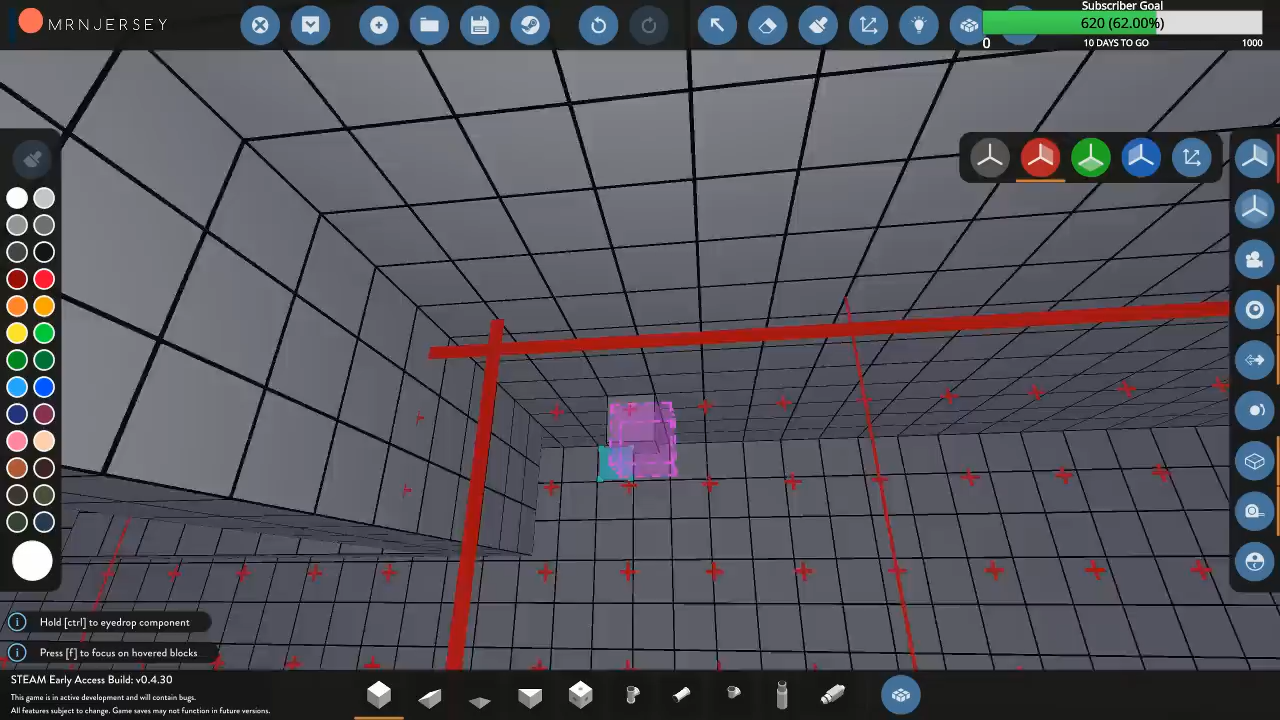 MRNJERSEY
Subscriber Goal
620 (62.00%)
0
10 DAYS TO GO
1000
Hold [ctrl] to eyedrop component
Press [f] to focus on hovered blocks
STEAM Early Access Build: v0.4.30
This game is in active development and will contain bugs.
All features subject to change. Game saves may not function in future versions.